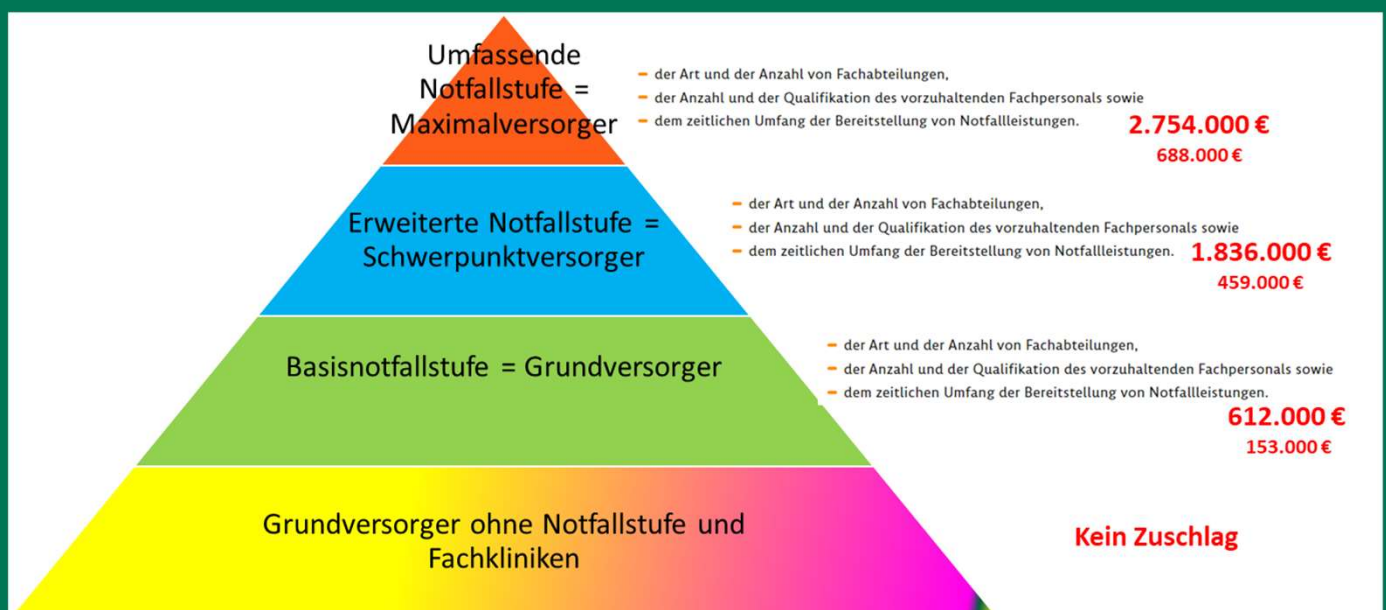 Umfassende
Notfallstufe =
Maximalversorger
– der Art und der Anzahl von Fachabteilungen,
– der Anzahl und der Qualifikation des vorzuhaltenden Fachpersonals sowie
– dem zeitlichen Umfang der Bereitstellung von Notfallleistungen.
2.754.000 €
688.000 €
Erweiterte Notfallstufe =
Schwerpunktversorger
– der Art und der Anzahl von Fachabteilungen,
– der Anzahl und der Qualifikation des vorzuhaltenden Fachpersonals sowie
– dem zeitlichen Umfang der Bereitstellung von Notfallleistungen.
1.836.000 €
459.000 €
Basisnotfallstufe = Grundversorger
– der Art und der Anzahl von Fachabteilungen,
– der Anzahl und der Qualifikation des vorzuhaltenden Fachpersonals sowie
– dem zeitlichen Umfang der Bereitstellung von Notfallleistungen.
612.000 €
153.000 €
Grundversorger ohne Notfallstufe und
Fachkliniken
Kein Zuschlag